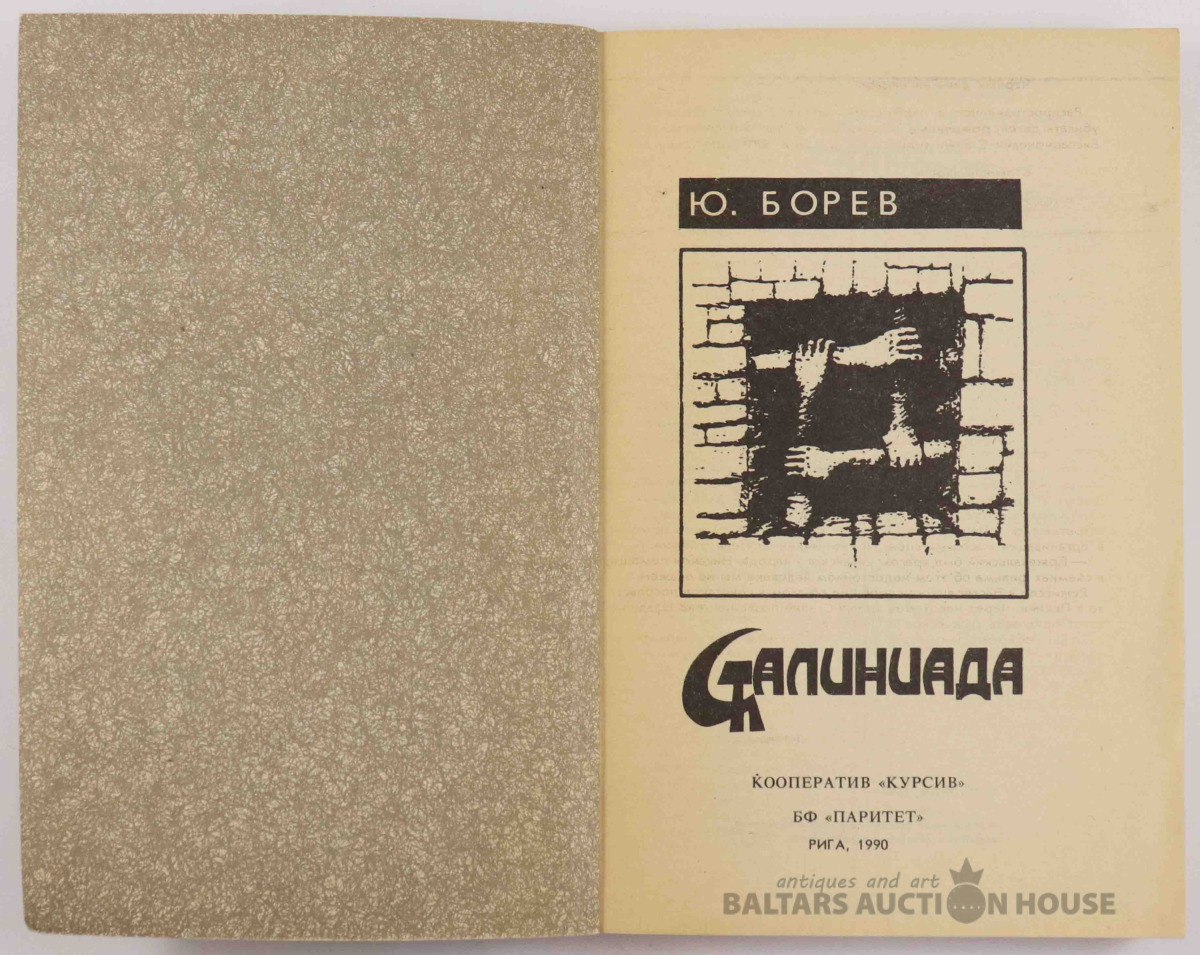 Ю. БОРЕВ
СТАЛИНИАДА
КООПЕРАТИВ «КУРСИВ»
БФ «ПАРИТЕТ»
РИГА, 1990
antiques and art
BALTARS AUCTION HOUSE